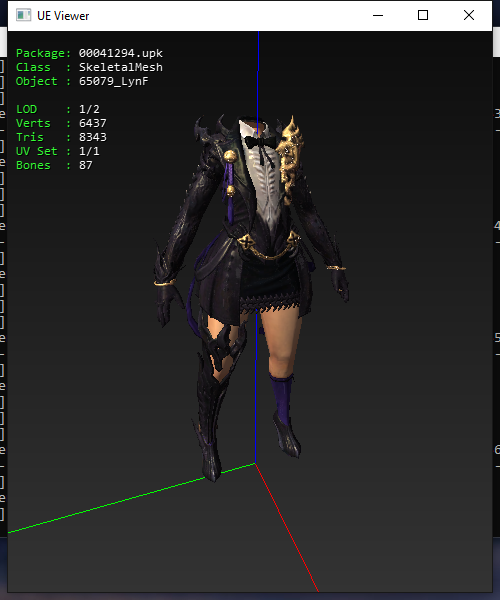 UE Viewer
Package: 00041294.upk
Class : SkeletalMesh
Object : 65079_LynF
LOD : 1/2
Verts : 6437
Tris : 8343
UV Set : 1/1
Bones : 87